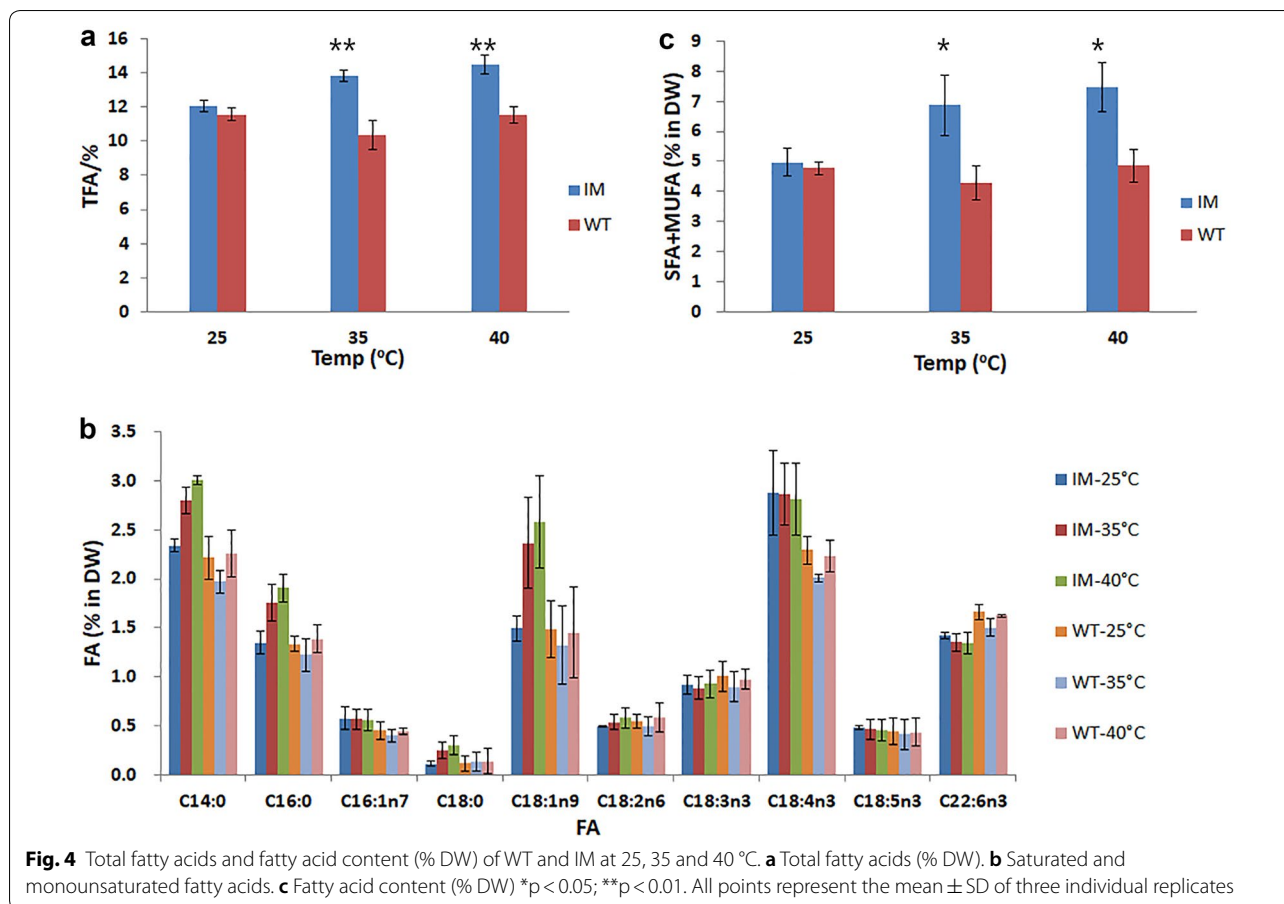 a
16
14
12
10
8
6
4
2
0
TFA/%
** **
25 35 40
Temp (ºC)
IM
WT
c
9
8
7
6
5
4
3
2
1
0
SFA+MUFA (% in DW)
* *
25 35 40
Temp (ºC)
IM
WT
b
3.5
3.0
2.5
2.0
1.5
1.0
0.5
0.0
FA (% in DW)
C14:0 C16:0 C16:1n7 C18:0 C18:1n9 C18:2n6 C18:3n3 C18:4n3 C18:5n3 C22:6n3
FA
IM-25°C
IM-35°C
IM-40°C
WT-25°C
WT-35°C
WT-40°C
Fig. 4 Total fatty acids and fatty acid content (% DW) of WT and IM at 25, 35 and 40 °C. a Total fatty acids (% DW). b Saturated and
monounsaturated fatty acids. c Fatty acid content (% DW) *p < 0.05; **p < 0.01. All points represent the mean ± SD of three individual replicates